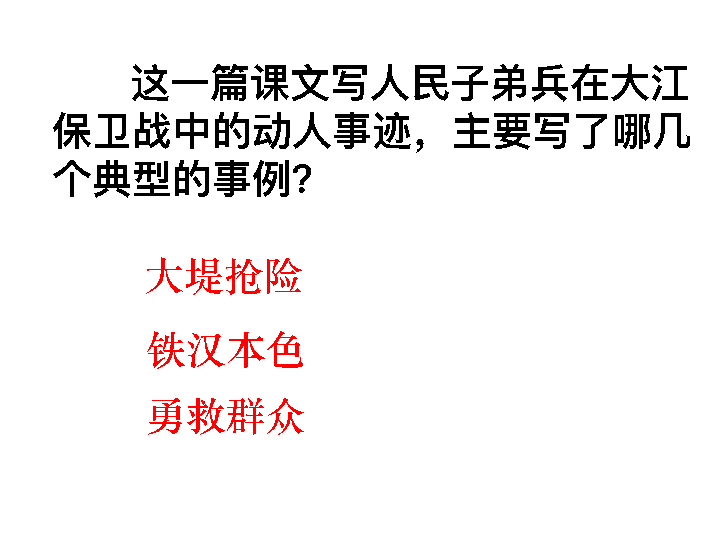 这一篇课文写人民子弟兵在大江
保卫战中的动人事迹，主要写了哪几
个典型的事例？
大堤抢险
铁汉本色
勇救群众